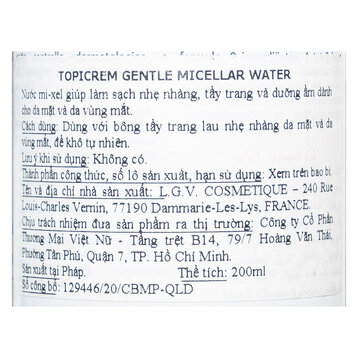 TOPICREM GENTLE MICELLAR WATER
Nước mi-xel giúp làm sạch nhẹ nhàng, tẩy trang và dưỡng ẩm dành
cho da mặt và da vùng mắt.
Cách dùng: Dùng với bông tẩy trang lau nhẹ nhàng da mặt và da
vùng mắt, để khô tự nhiên.
Lưu ý khi sử dụng: Không có.
Thành phần công thức, số lô sản xuất, hạn sử dụng: Xem trên bao bì.
Tên và địa chỉ nhà sản xuất: L.G.V. COSMETIQUE – 240 Rue
Louis-Charles Vernin, 77190 Dammarie-Les-Lys, FRANCE.
Chịu trách nhiệm đưa sản phẩm ra thị trường: Công ty Cổ Phần
Thương Mại Việt Nữ - Tầng trệt B14, 79/7 Hoàng Văn Thái,
Phường Tân Phú, Quận 7, TP. Hồ Chí Minh.
Sản xuất tại Pháp. Thể tích: 200ml
Số công bố: 129446/20/CBMP-QLD